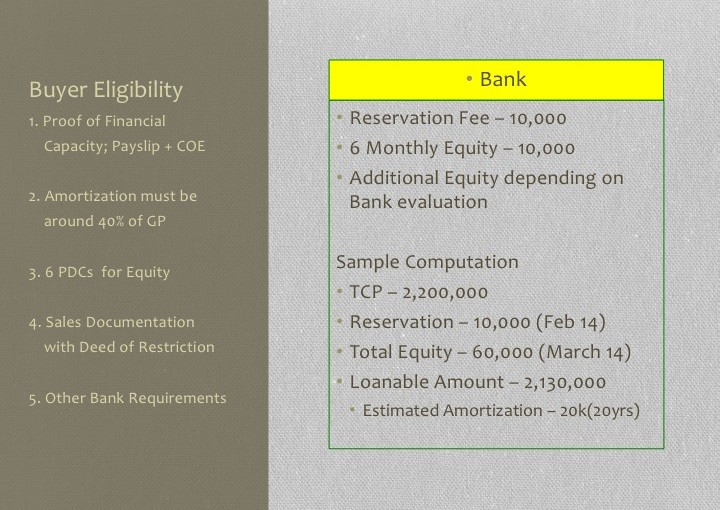 Buyer Eligibility
1. Proof of Financial
Capacity; Payslip + COE
2. Amortization must be
around 40% of GP
3. 6 PDCs  for Equity
4. Sales Documentation
with Deed of Restriction
5. Other Bank Requirements
• Bank
• Reservation Fee – 10,000
• 6 Monthly Equity – 10,000
• Additional Equity depending on
Bank evaluation
Sample Computation
• TCP – 2,200,000
• Reservation – 10,000 (Feb 14)
• Total Equity – 60,000 (March 14)
• Loanable Amount – 2,130,000
• Estimated Amortization – 20k(20yrs)